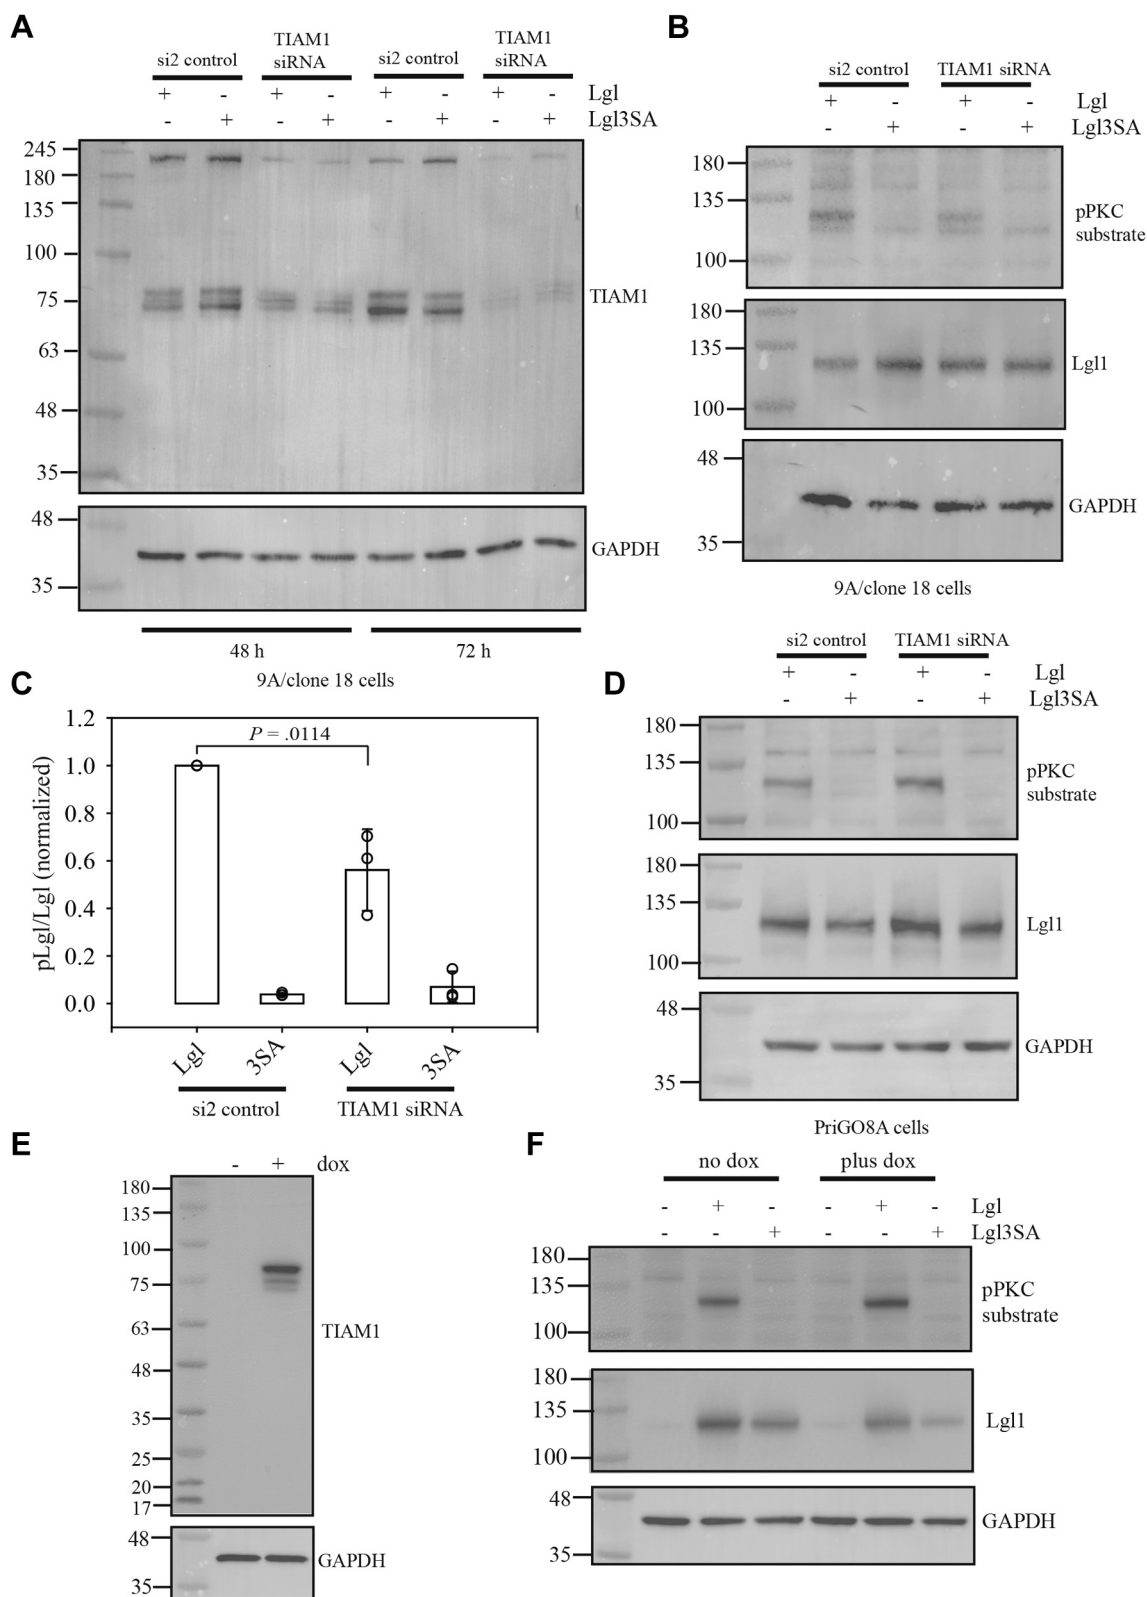 A
si2 control
TIAM1
siRNA
si2 control
TIAM1
siRNA
+ - + - + - + - Lgl
- + - + - + - + Lgl3SA
245
180
135
100
75
63
48
35
TIAM1
48
35
GAPDH
48 h
72 h
9A/clone 18 cells
B
si2 control
TIAM1 siRNA
+ - + - Lgl
- + - + Lgl3SA
180
135
100
pPKC
substrate
180
135
100
Lgl1
48
35
GAPDH
9A/clone 18 cells
C
pLgl/Lgl (normalized)
1.2
1.0
0.8
0.6
0.4
0.2
0.0
P = .0114
Lgl
3SA
Lgl
3SA
si2 control
TIAM1 siRNA
D
si2 control
TIAM1 siRNA
+ - + - Lgl
- + - + Lgl3SA
180
135
100
pPKC
substrate
180
135
100
Lgl1
48
35
GAPDH
PriGO8A cells
E
- + dox
180
135
100
75
63
48
35
25
20
17
TIAM1
48
35
GAPDH
F
no dox
plus dox
- + - - + - Lgl
- - + - - + Lgl3SA
180
135
100
pPKC
substrate
180
135
100
Lgl1
48
35
GAPDH